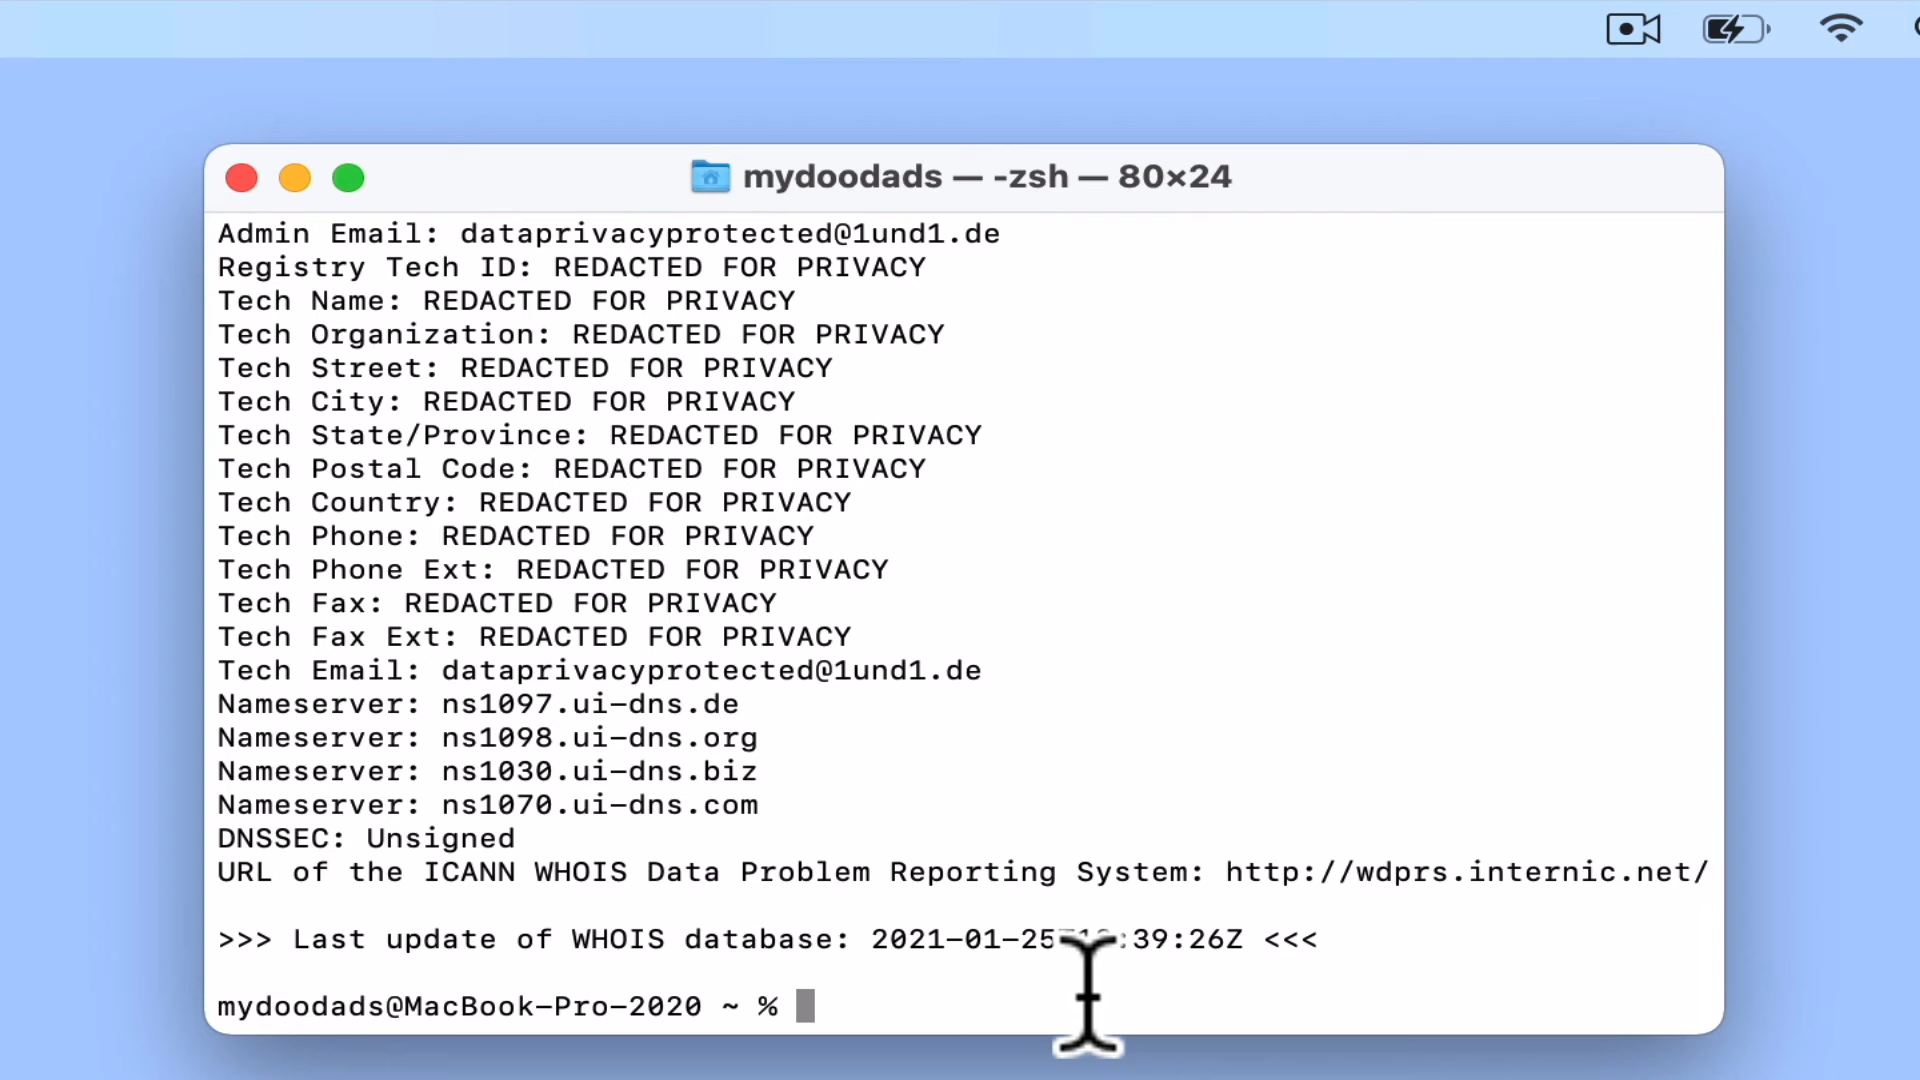 mydoodads — -zsh — 80×24
Admin Email: dataprivacyprotected@1und1.de
Registry Tech ID: REDACTED FOR PRIVACY
Tech Name: REDACTED FOR PRIVACY
Tech Organization: REDACTED FOR PRIVACY
Tech Street: REDACTED FOR PRIVACY
Tech City: REDACTED FOR PRIVACY
Tech State/Province: REDACTED FOR PRIVACY
Tech Postal Code: REDACTED FOR PRIVACY
Tech Country: REDACTED FOR PRIVACY
Tech Phone: REDACTED FOR PRIVACY
Tech Phone Ext: REDACTED FOR PRIVACY
Tech Fax: REDACTED FOR PRIVACY
Tech Fax Ext: REDACTED FOR PRIVACY
Tech Email: dataprivacyprotected@1und1.de
Nameserver: ns1097.ui-dns.de
Nameserver: ns1098.ui-dns.org
Nameserver: ns1030.ui-dns.biz
Nameserver: ns1070.ui-dns.com
DNSSEC: Unsigned
URL of the ICANN WHOIS Data Problem Reporting System: http://wdprs.internic.net/
>>> Last update of WHOIS database: <<<
mydoodads@MacBook-Pro-2020 ~ %